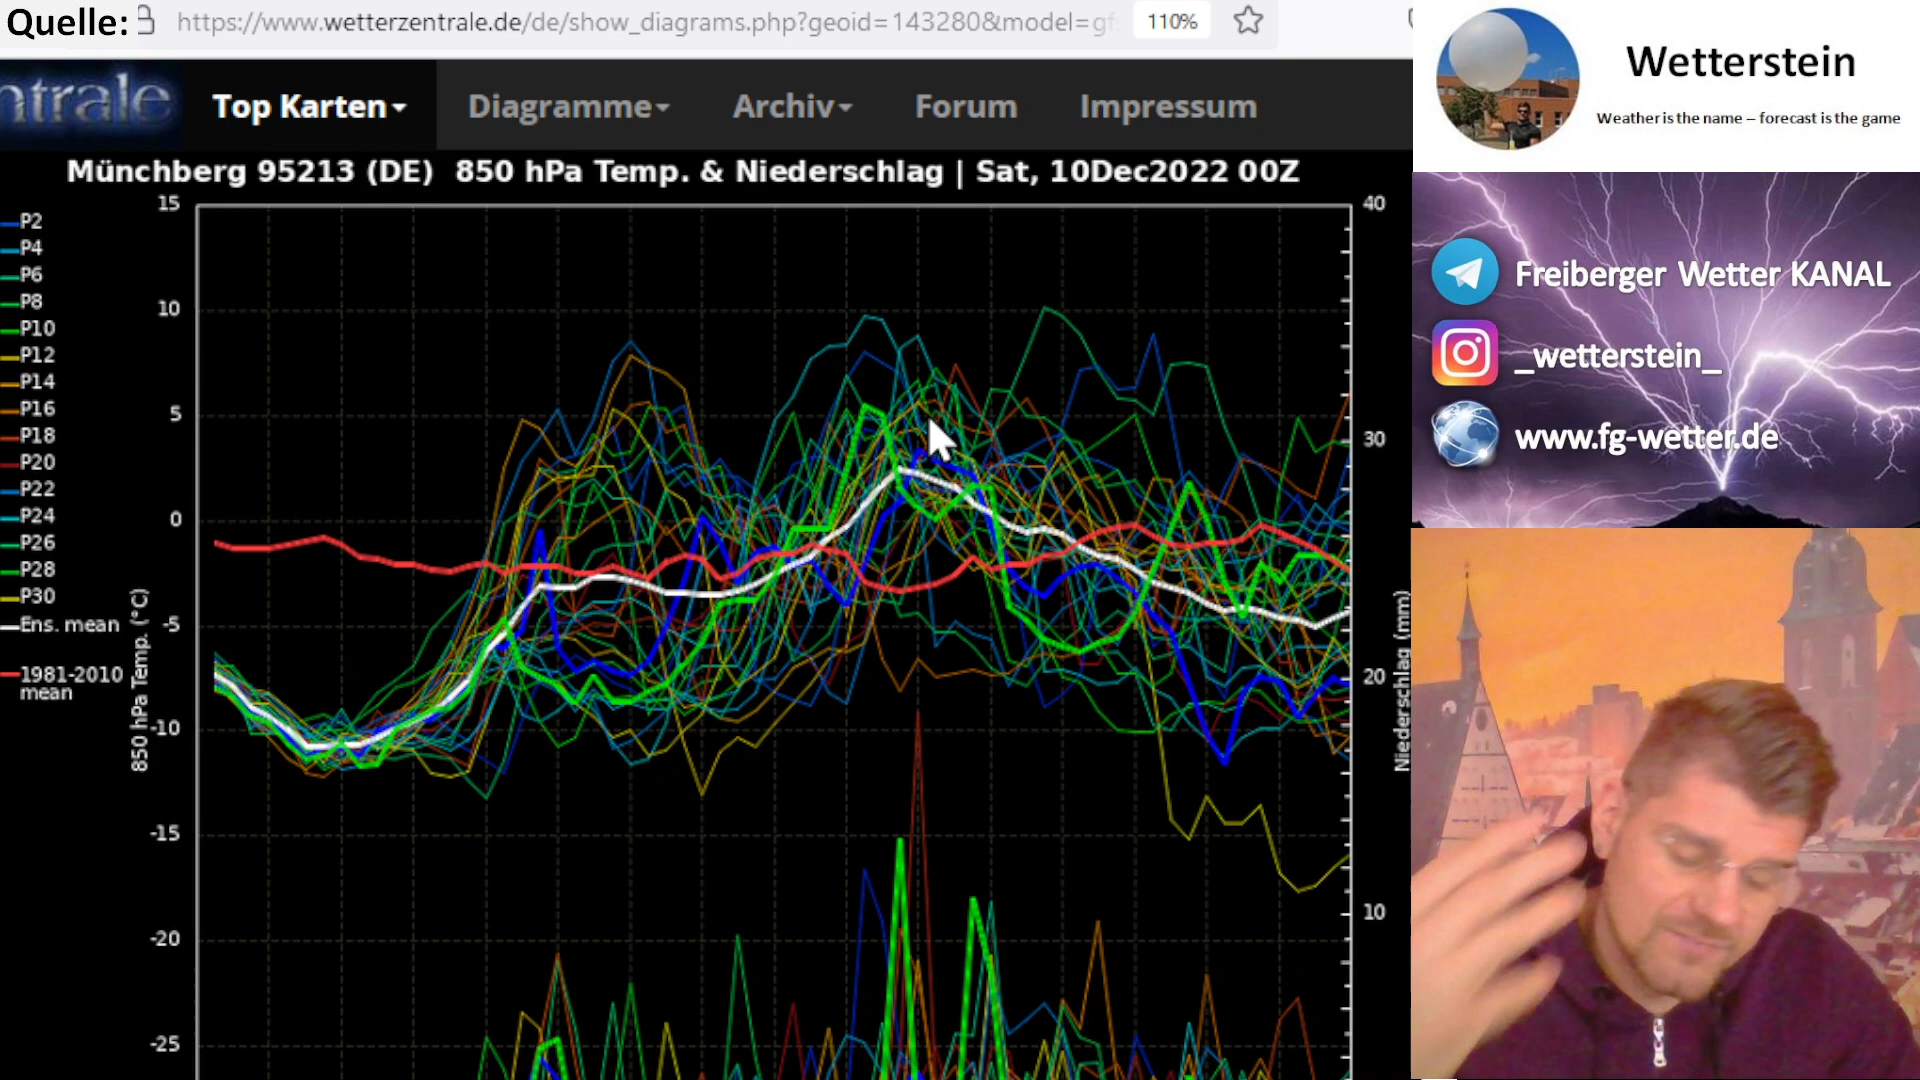 Quelle: https://www.wetterzentrale.de/de/show_diagrams.php?geoid=143280&model=gf 110%
ntrale Top Karten Diagramme Archiv Forum Impressum
Münchberg 95213 (DE) 850 hPa Temp. & Niederschlag | Sat, 10Dec2022 00Z
P2
P4
P6
P8
P10
P12
P14
P16
P18
P20
P22
P24
P26
P28
P30
Ens. mean
1981-2010
mean
850 hPa Temp. (°C)
15
10
5
0
-5
-10
-15
-20
-25
40
30
20
10
Niederschlag (mm)
Wetterstein
Weather is the name – forecast is the game
Freiberger Wetter KANAL
_wetterstein_
www.fg-wetter.de